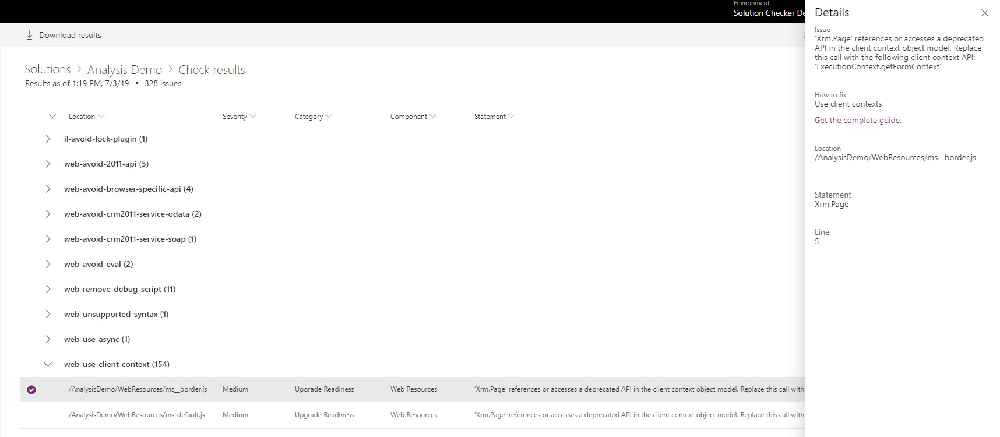 Environment
Solution Checker De
Download results
Solutions > Analysis Demo > Check results
Results as of 1:19 PM, 7/3/19 • 328 issues
Location Severity Category Component Statement
il-avoid-lock-plugin (1)
web-avoid-2011-api (5)
web-avoid-browser-specific-api (4)
web-avoid-crm2011-service-odata (2)
web-avoid-crm2011-service-soap (1)
web-avoid-eval (2)
web-remove-debug-script (11)
web-unsupported-syntax (1)
web-use-async (1)
web-use-client-context (154)
/AnalysisDemo/WebResources/ms__border.js Medium Upgrade Readiness Web Resources 'Xrm.Page' references or accesses a deprecated API in the client context object model. Replace this call with
/AnalysisDemo/WebResources/ms_default.js Medium Upgrade Readiness Web Resources 'Xrm.Page' references or accesses a deprecated API in the client context object model. Replace this call with
Details
Issue
'Xrm.Page' references or accesses a deprecated
API in the client context object model. Replace
this call with the following client context API:
'ExecutionContext.getFormContext'
How to fix
Use client contexts
Get the complete guide.
Location
/AnalysisDemo/WebResources/ms__border.js
Statement
Xrm.Page
Line
5